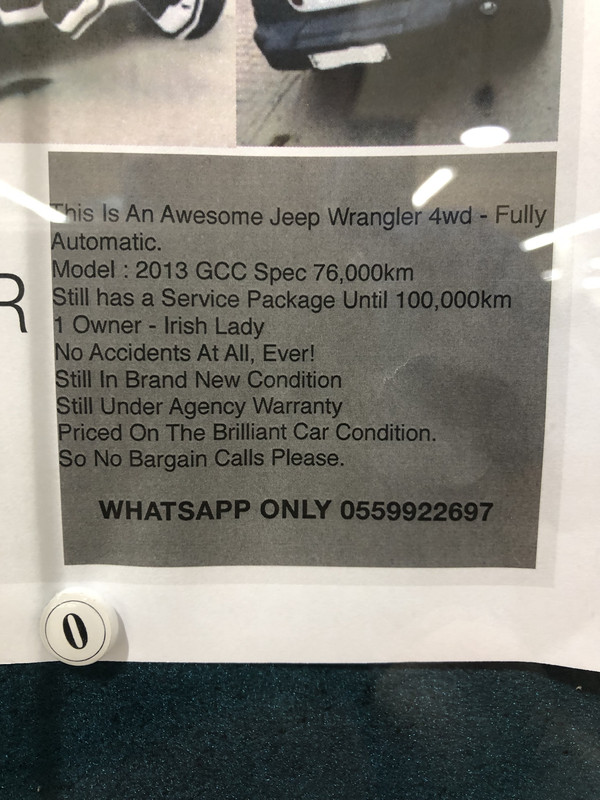 R
This Is An Awesome Jeep Wrangler 4wd - Fully
Automatic.
Model : 2013 GCC Spec 76,000km
Still has a Service Package Until 100,000km
1 Owner - Irish Lady
No Accidents At All, Ever!
Still In Brand New Condition
Still Under Agency Warranty
Priced On The Brilliant Car Condition.
So No Bargain Calls Please.
WHATSAPP ONLY 0559922697
0